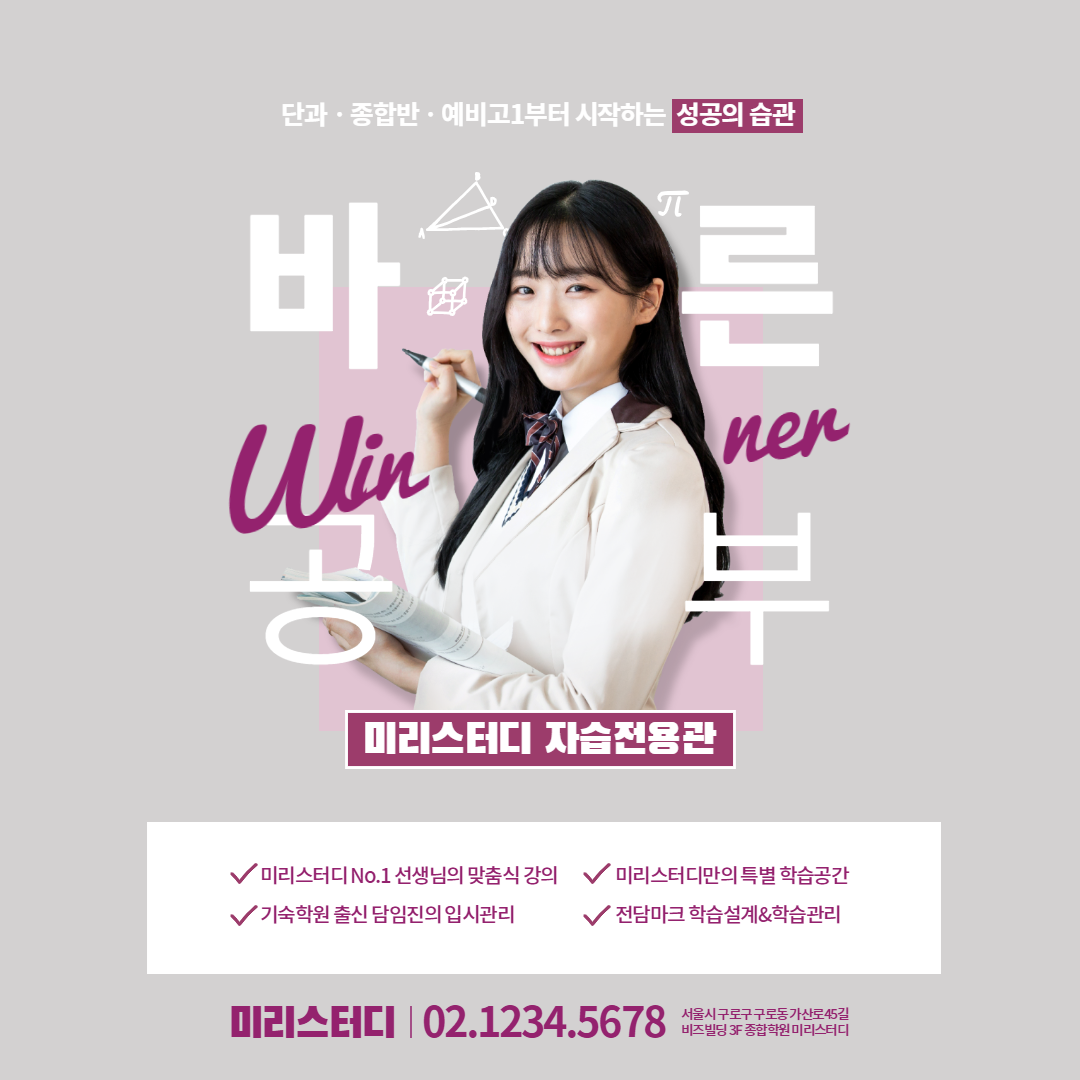 단과 · 종합반 · 예비고1부터 시작하는 성공의 습관
바른
Winner
공부
A B C D
π
미리스터디 자습전용관
미리스터디 No.1 선생님의 맞춤식 강의
미리스터디만의 특별 학습공간
기숙학원 출신 담임진의 입시관리
전담마크 학습설계&학습관리
미리스터디 | 02.1234.5678
서울시 구로구 구로동 가산로45길
비즈빌딩 3F 종합학원 미리스터디